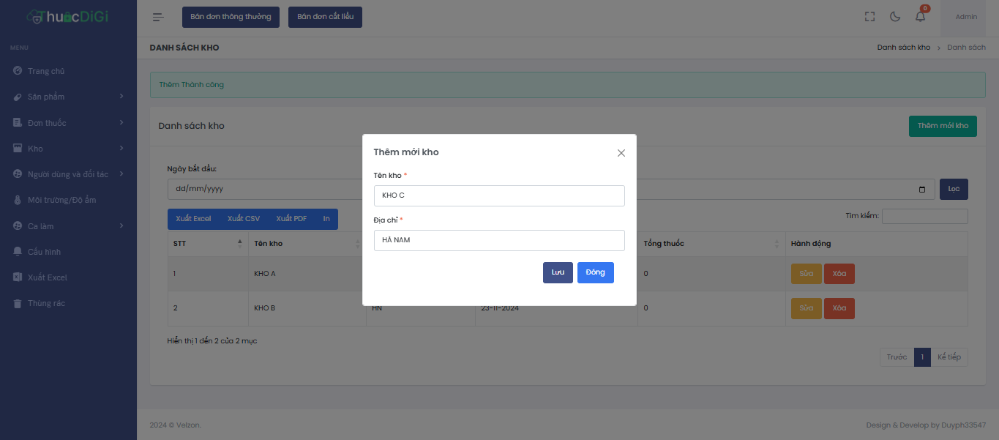 ThuốcDiGi
Bán đơn thông thường
Bán đơn cắt liều
0
Admin
MENU
Trang chủ
Sản phẩm
Đơn thuốc
Kho
Người dùng và đối tác
Môi trường/Độ ẩm
Ca làm
Cấu hình
Xuất Excel
Thùng rác
DANH SÁCH KHO
Danh sách kho > Danh sách
Thêm Thành công
Danh sách kho
Thêm mới kho
Ngày bắt đầu:
dd/mm/yyyy
Lọc
Xuất Excel Xuất CSV Xuất PDF In
Tìm kiếm:
STT Tên kho Tổng thuốc Hành động
1 KHO A 0 Sửa Xóa
2 KHO B HN 23-11-2024 0 Sửa Xóa
Hiển thị 1 đến 2 của 2 mục
Trước 1 Kế tiếp
Thêm mới kho
Tên kho *
KHO C
Địa chỉ *
HÀ NAM
Lưu Đóng
2024 © Velzon.
Design & Develop by Duyph33547